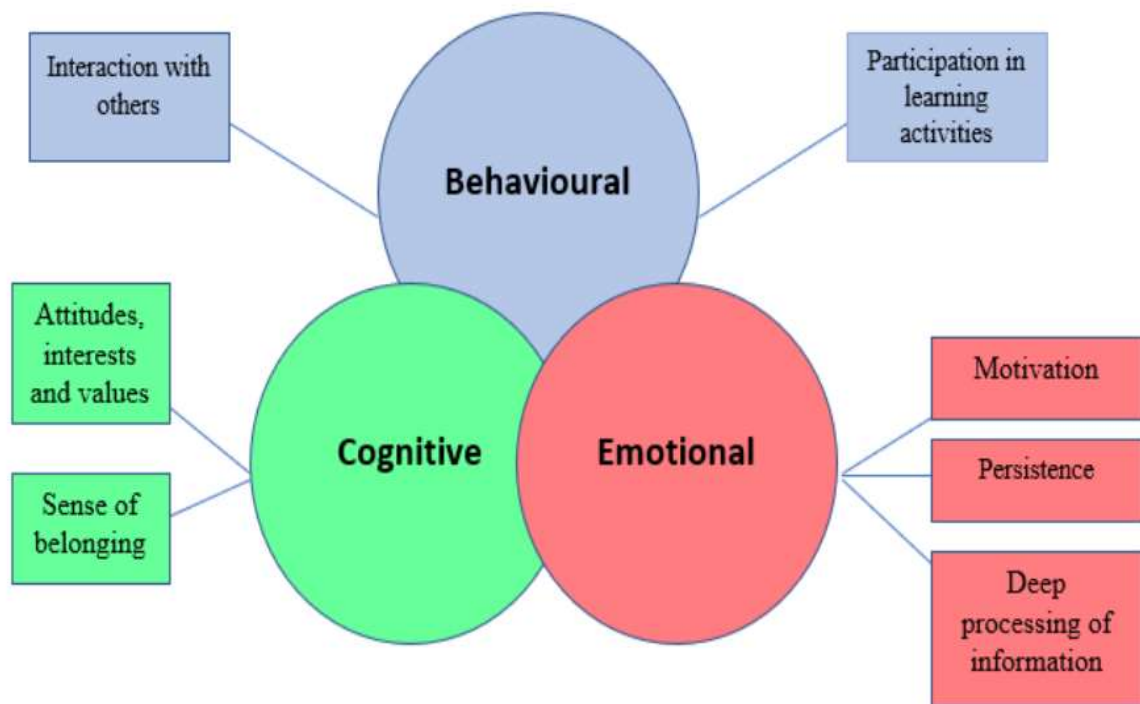 Interaction with
others
Participation in
learning
activities
Behavioural
Attitudes,
interests
and values
Sense of
belonging
Cognitive
Emotional
Motivation
Persistence
Deep
processing of
information